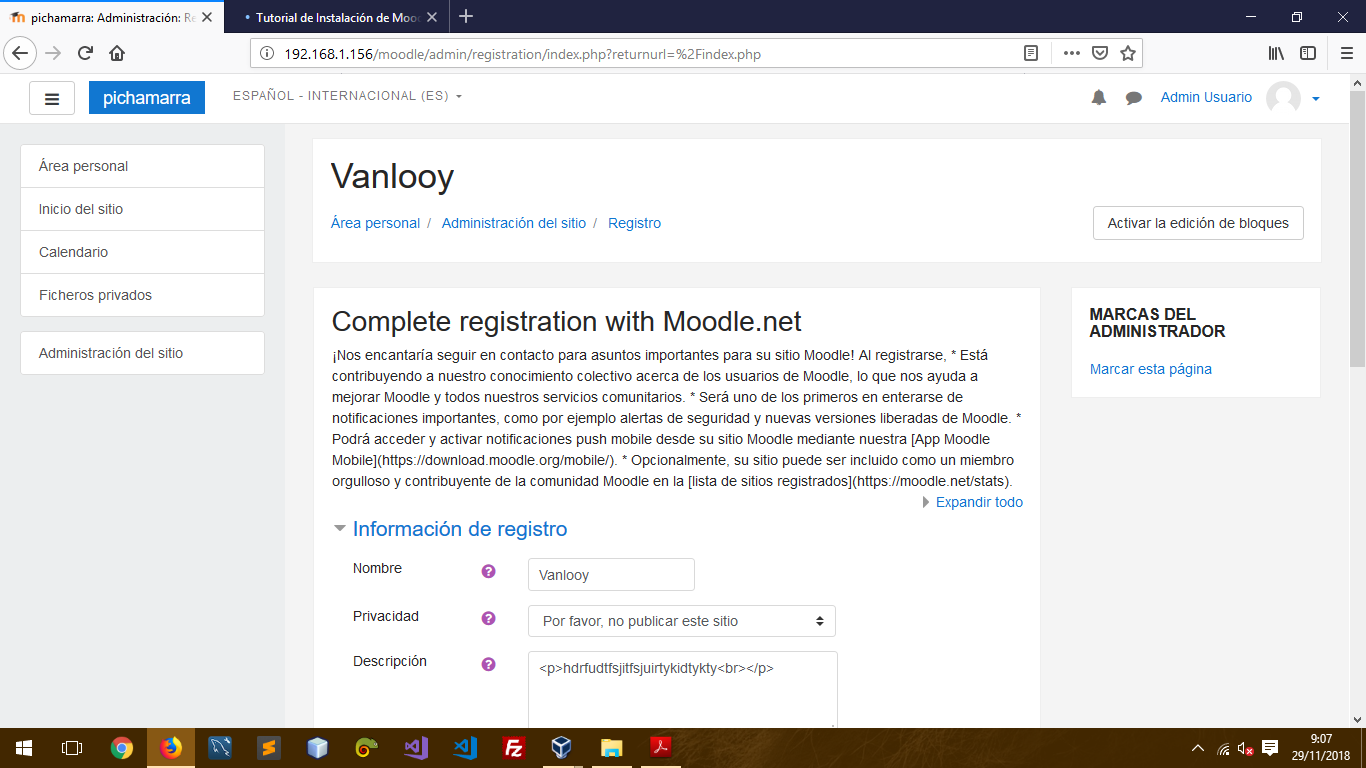 pichamarra: Administración: Re
Tutorial de Instalación de Mood
192.168.1.156/moodle/admin/registration/index.php?returnurl=%2Findex.php
pichamarra
ESPAÑOL - INTERNACIONAL (ES)
Admin Usuario
Área personal
Inicio del sitio
Calendario
Ficheros privados
Administración del sitio
Vanlooy
Área personal / Administración del sitio / Registro
Activar la edición de bloques
Complete registration with Moodle.net
¡Nos encantaría seguir en contacto para asuntos importantes para su sitio Moodle! Al registrarse, * Está
contribuyendo a nuestro conocimiento colectivo acerca de los usuarios de Moodle, lo que nos ayuda a
mejorar Moodle y todos nuestros servicios comunitarios. * Será uno de los primeros en enterarse de
notificaciones importantes, como por ejemplo alertas de seguridad y nuevas versiones liberadas de Moodle. *
Podrá acceder y activar notificaciones push mobile desde su sitio Moodle mediante nuestra [App Moodle
Mobile](https://download.moodle.org/mobile/). * Opcionalmente, su sitio puede ser incluido como un miembro
orgulloso y contribuyente de la comunidad Moodle en la [lista de sitios registrados](https://moodle.net/stats).
Expandir todo
Información de registro
Nombre
Vanlooy
Privacidad
Por favor, no publicar este sitio
Descripción
<p>hdrfudtfsjitfsjuirtykidtykty<br></p>
MARCAS DEL
ADMINISTRADOR
Marcar esta página
9:07
29/11/2018